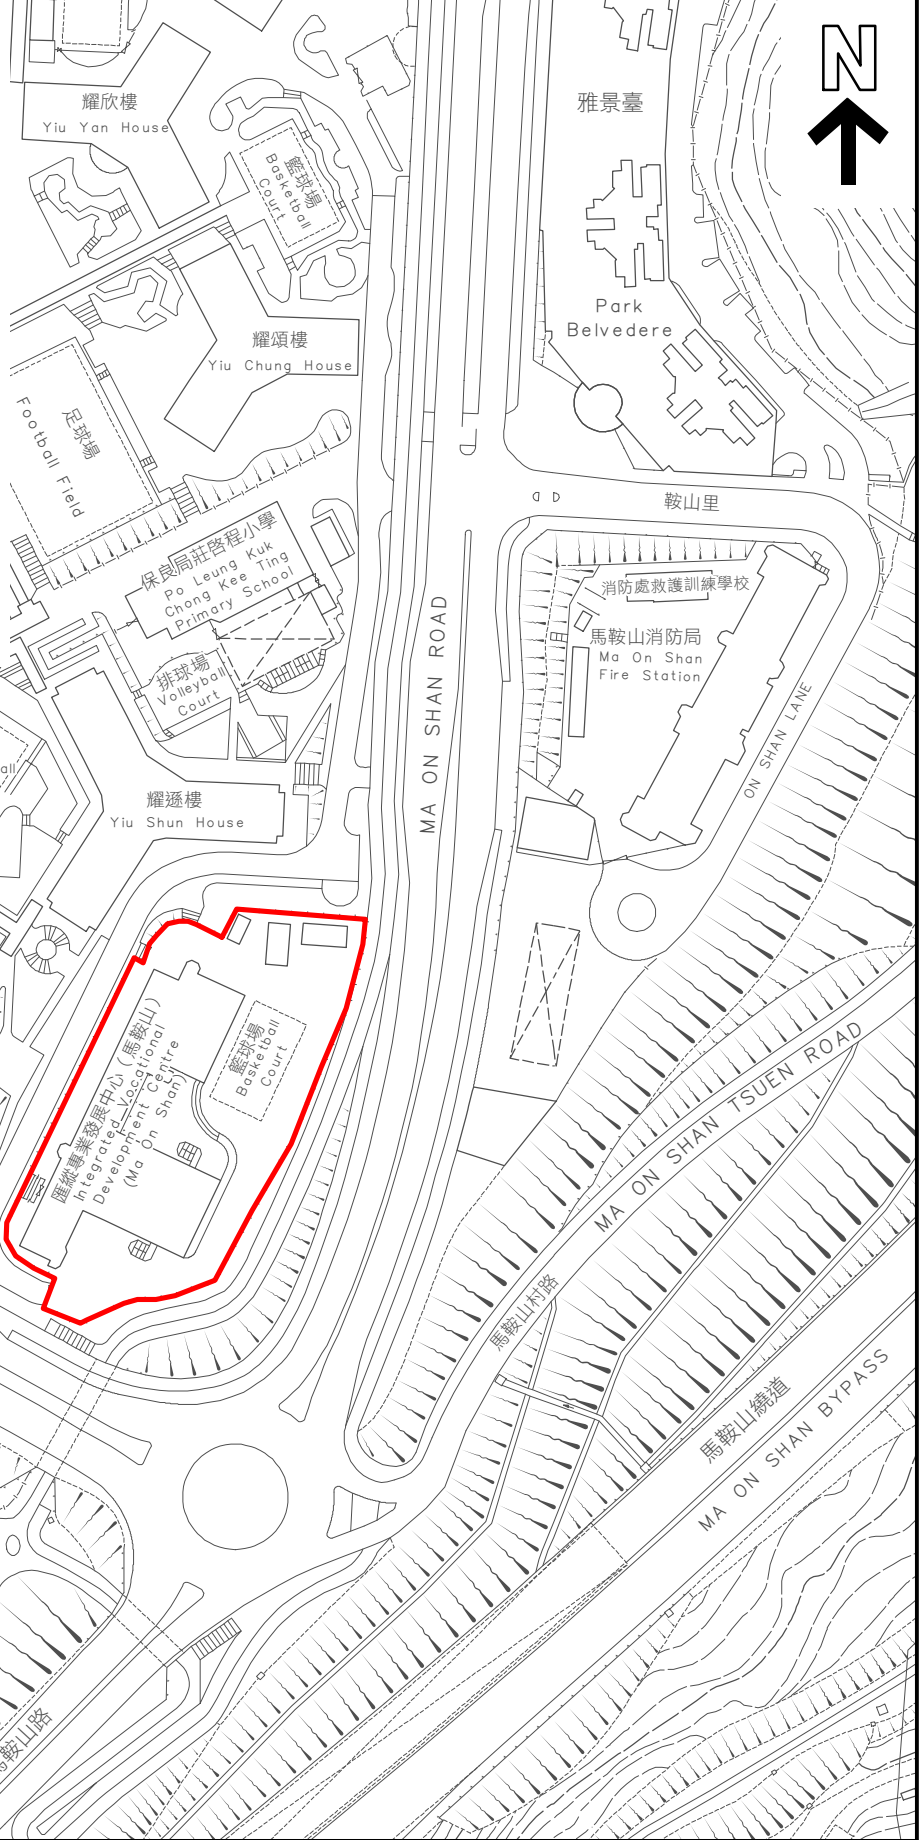 N
雅景臺
耀欣樓
Yiu Yan House
籃球場
Basketball
Court
Park
Belvedere
耀頌樓
Yiu Chung House
足球場
Football Field
鞍山里
保良局莊啓程小學
Po Leung Kuk
Chong Kee Ting
Primary School
消防處救護訓練學校
馬鞍山消防局
Ma On Shan
Fire Station
排球場
Volleyball
Court
MA ON SHAN ROAD
ON SHAN LANE
all
耀遜樓
Yiu Shun House
籃球場
Basketball
Court
匯縱專業發展中心 (馬鞍山)
Integrated Vocational
Development Centre
(Ma On Shan)
MA ON SHAN TSUEN ROAD
馬鞍山村路
馬鞍山繞道
MA ON SHAN BYPASS
鞍山路